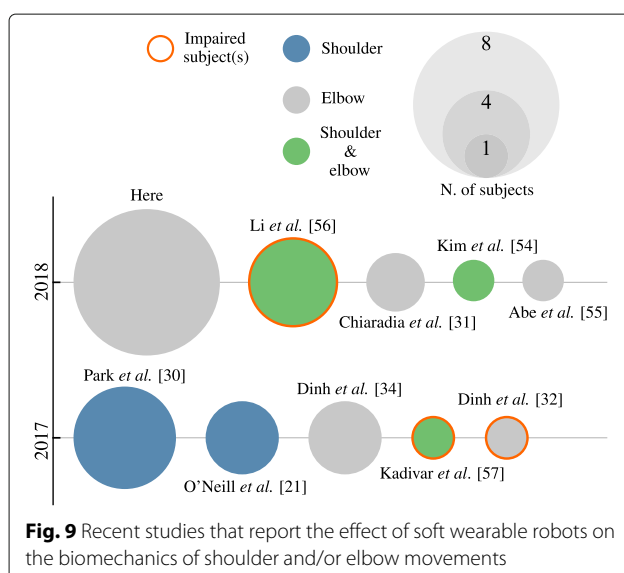 Impaired
subject(s)
Shoulder
Elbow
Shoulder
&
elbow
8
4
1
N. of subjects
Here
Li et al. [56]
Kim et al. [54]
2018
Chiaradia et al. [31]
Abe et al. [55]
Park et al. [30]
Dinh et al. [34]
Dinh et al. [32]
2017
O'Neill et al. [21]
Kadivar et al. [57]
Fig. 9 Recent studies that report the effect of soft wearable robots on
the biomechanics of shoulder and/or elbow movements